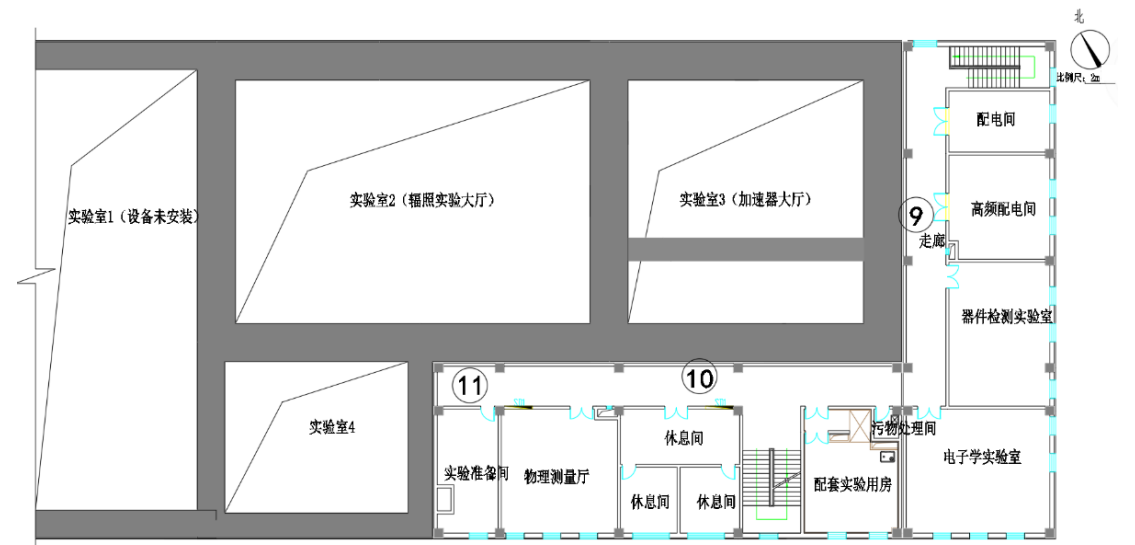 北
比例尺：2m
配电间
实验室1（设备未安装）
实验室2（辐照实验大厅）
实验室3（加速器大厅）
9
高频配电间
走廊
器件检测实验室
11
10
实验室4
休息间
污物处理间
实验准备间
物理测量厅
电子学实验室
配套实验用房
休息间
休息间